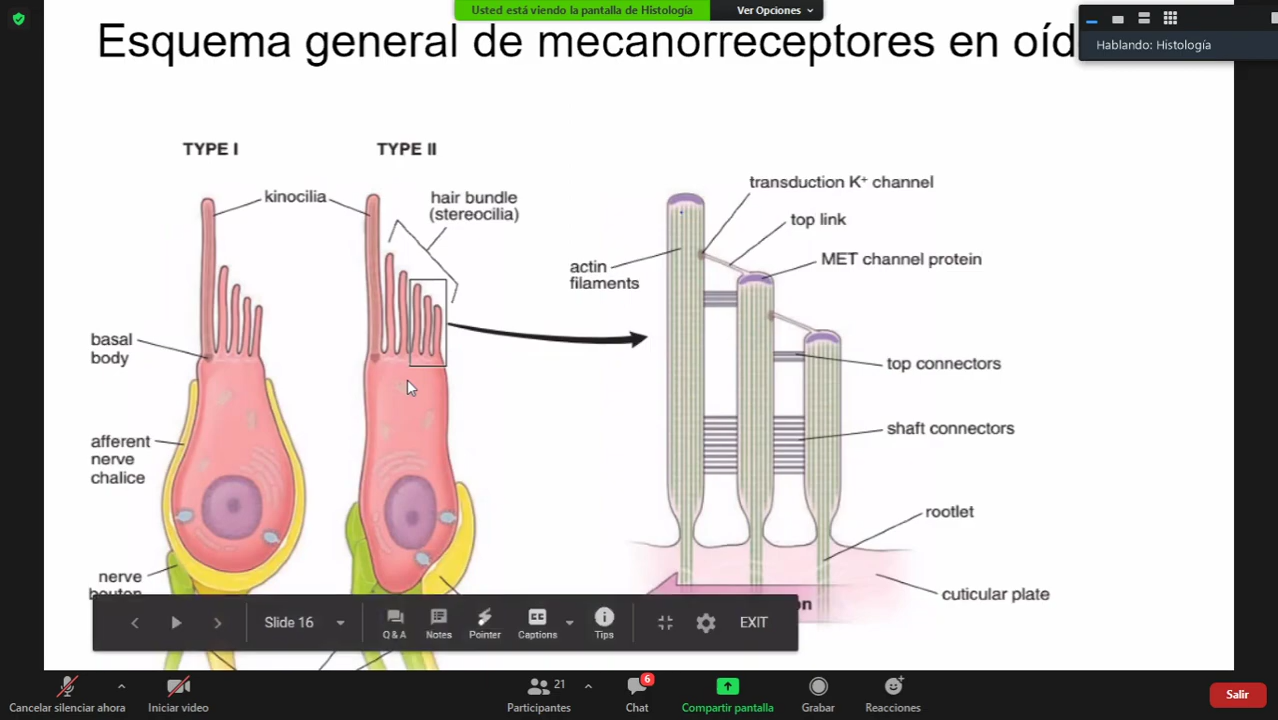 Usted está viendo la pantalla de Histología
Ver Opciones
Hablando: Histología
Esquema general de mecanorreceptores en oíd
TYPE I
TYPE II
kinocilia
hair bundle
(stereocilia)
basal
body
afferent
nerve
chalice
nerve
transduction K⁺ channel
top link
MET channel protein
actin
filaments
top connectors
shaft connectors
rootlet
cuticular plate
Slide 16
Q & A
Notes
Pointer
CC
Captions
Tips
EXIT
Cancelar silenciar ahora
Iniciar video
21
Participantes
6
Chat
Compartir pantalla
Grabar
Reacciones
Salir